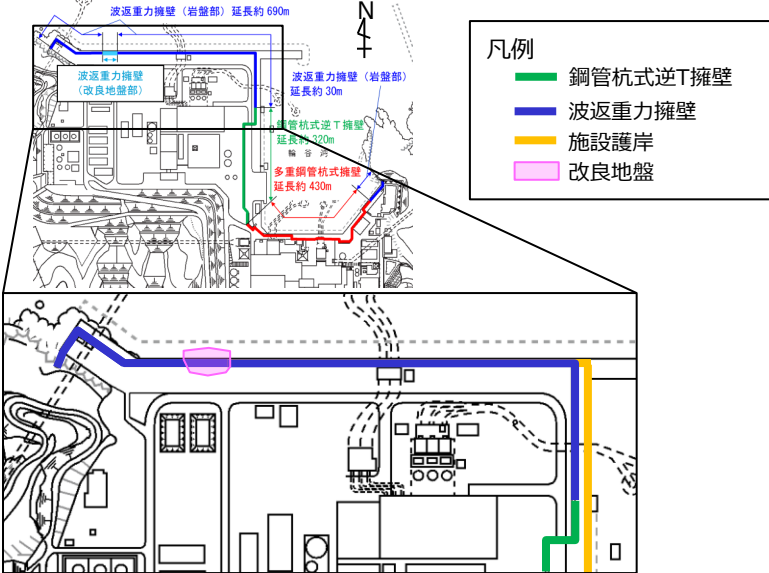 波返重力擁壁（岩盤部）延長約 690m
N
波返重力擁壁
（改良地盤部）
波返重力擁壁（岩盤部）
延長約 30m
鋼管杭式逆Ｔ擁壁
延長約 320m
輪谷湾
多重鋼管杭式擁壁
延長約 430m
凡例
鋼管杭式逆T擁壁
波返重力擁壁
施設護岸
改良地盤